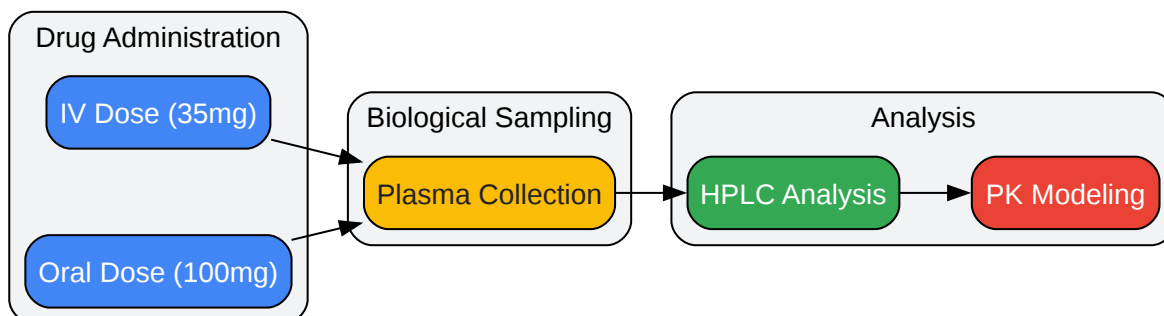 Drug Administration
IV Dose (35mg)
Oral Dose (100mg)
Biological Sampling
Plasma Collection
Analysis
HPLC Analysis
PK Modeling